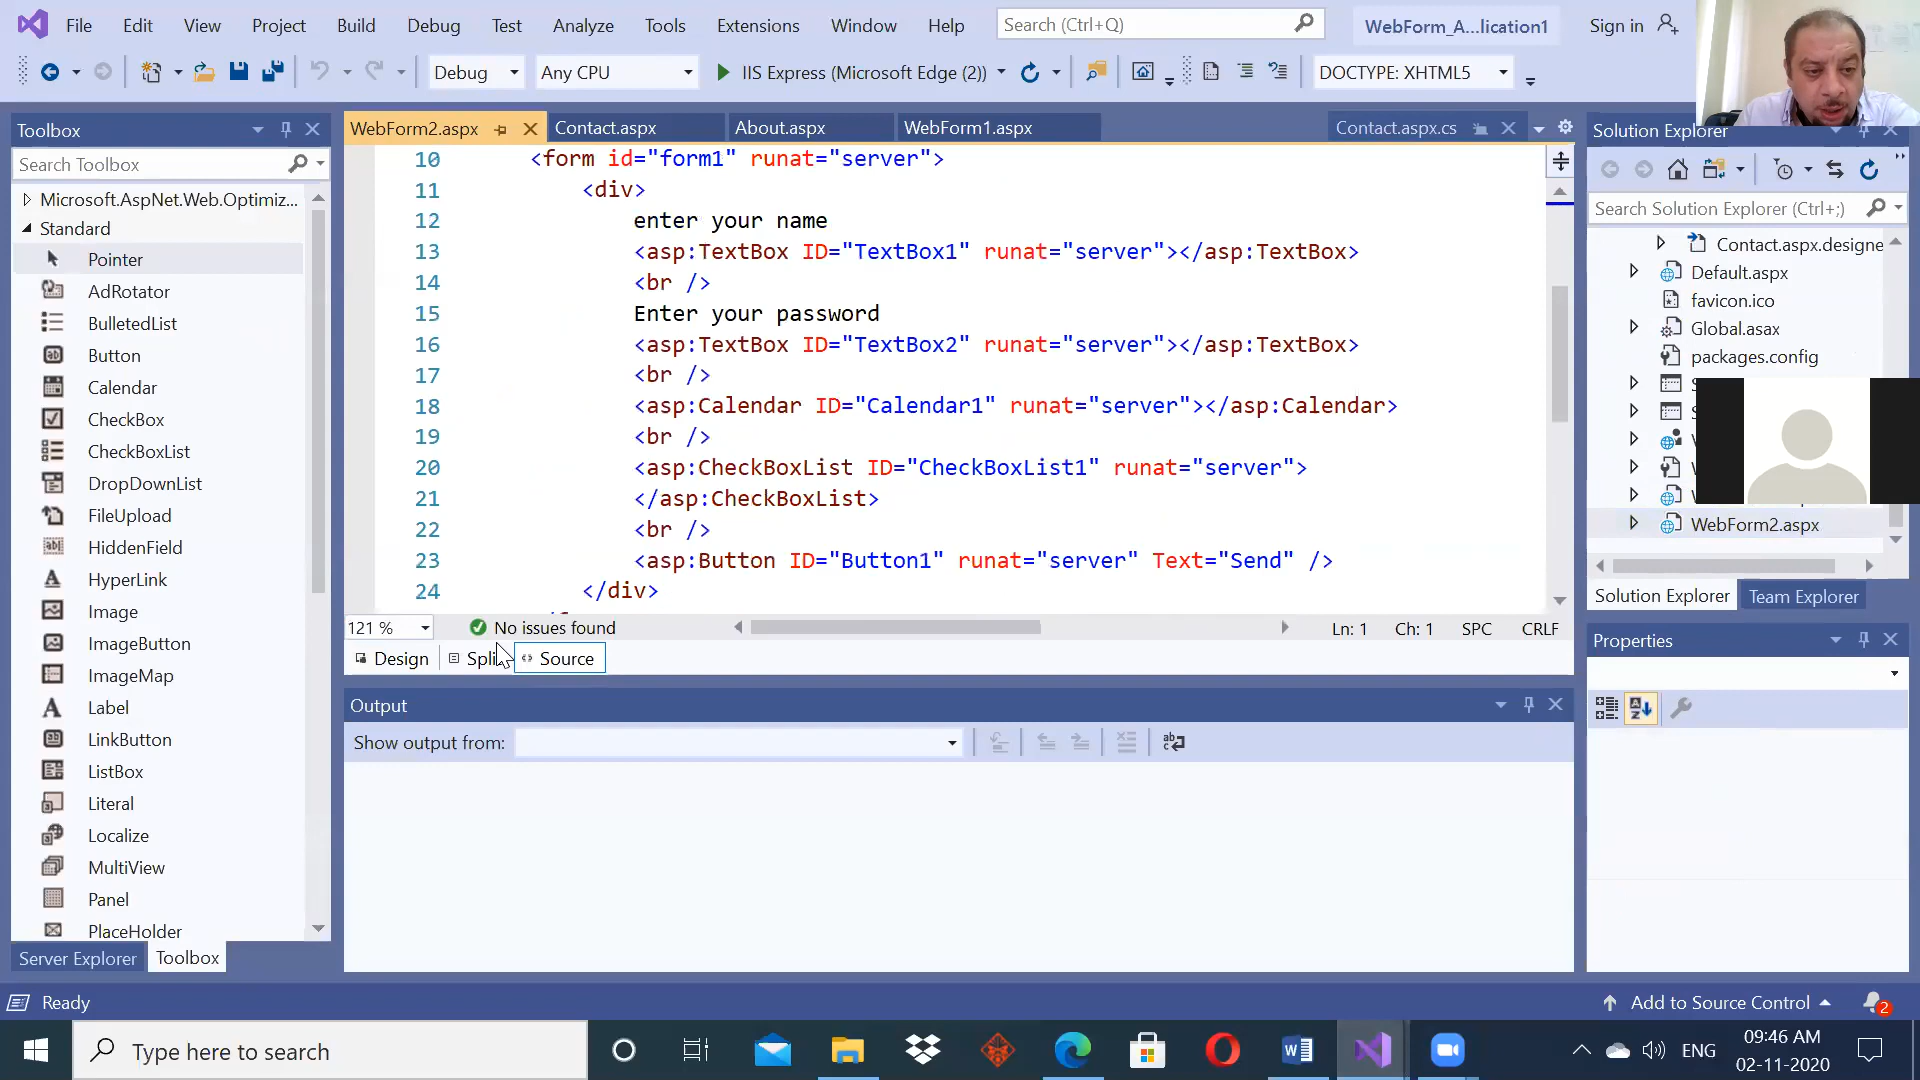 File Edit View Project Build Debug Test Analyze Tools Extensions Window Help Search (Ctrl+Q) WebForm_A...lication1 Sign in
Debug Any CPU IIS Express (Microsoft Edge (2)) DOCTYPE: XHTML5
Toolbox
Search Toolbox
Microsoft.AspNet.Web.Optimiz...
Standard
Pointer
AdRotator
BulletedList
Button
Calendar
CheckBox
CheckBoxList
DropDownList
FileUpload
HiddenField
HyperLink
Image
ImageButton
ImageMap
Label
LinkButton
ListBox
Literal
Localize
MultiView
Panel
PlaceHolder
Server Explorer Toolbox
WebForm2.aspx Contact.aspx About.aspx WebForm1.aspx Contact.aspx.cs
10 <form id="form1" runat="server">
11 <div>
12 enter your name
13 <asp:TextBox ID="TextBox1" runat="server"></asp:TextBox>
14 <br />
15 Enter your password
16 <asp:TextBox ID="TextBox2" runat="server"></asp:TextBox>
17 <br />
18 <asp:Calendar ID="Calendar1" runat="server"></asp:Calendar>
19 <br />
20 <asp:CheckBoxList ID="CheckBoxList1" runat="server">
21 </asp:CheckBoxList>
22 <br />
23 <asp:Button ID="Button1" runat="server" Text="Send" />
24 </div>
121 % No issues found Ln: 1 Ch: 1 SPC CRLF
Design Spli Source
Output
Show output from:
Solution Explorer
Search Solution Explorer (Ctrl+;)
Contact.aspx.designe
Default.aspx
favicon.ico
Global.asax
packages.config
WebForm2.aspx
Solution Explorer Team Explorer
Properties
Ready Add to Source Control 2
Type here to search ENG 09:46 AM
02-11-2020